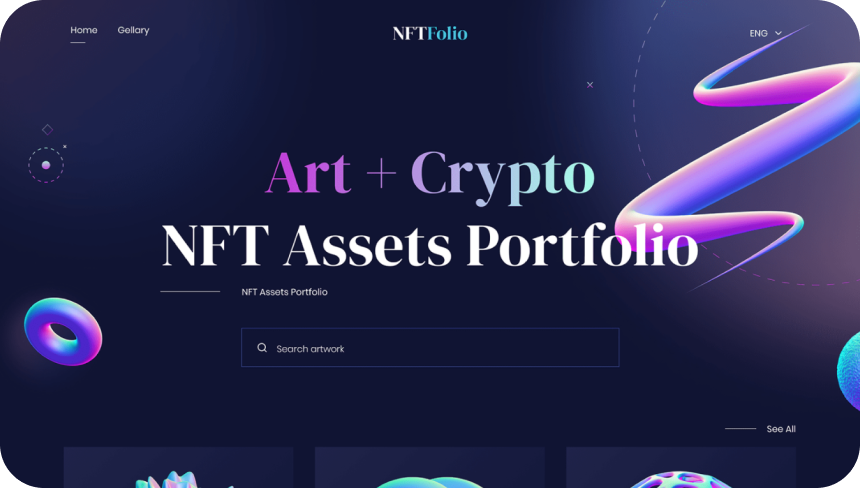 Home Gellary NFTFolio ENG
Art + Crypto
NFT Assets Portfolio
NFT Assets Portfolio
Search artwork
See All